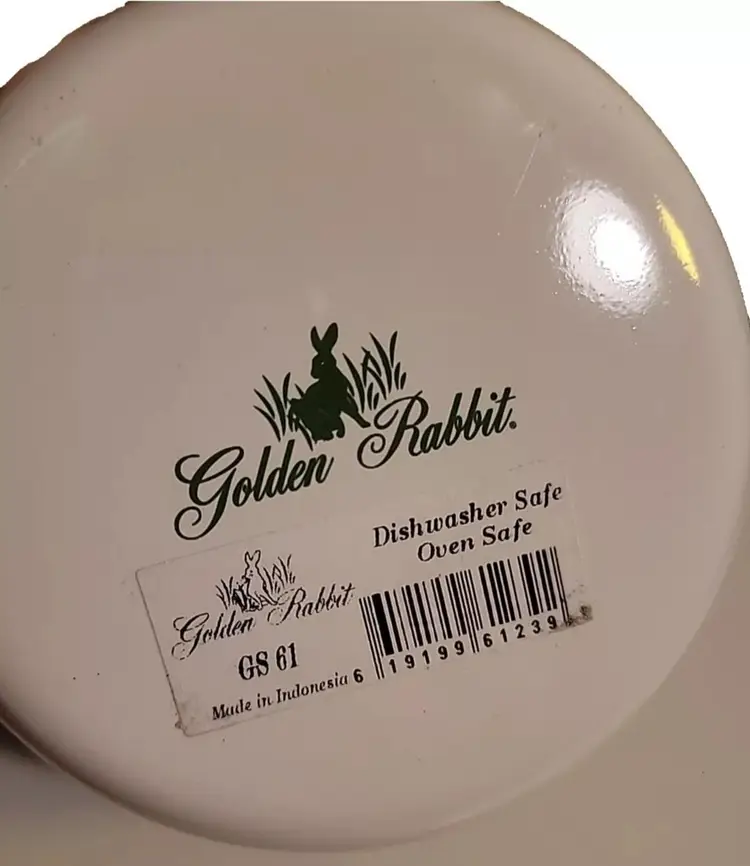 Golden Rabbit.
Dishwasher Safe
Oven Safe
Golden Rabbit
GS 61
Made in Indonesia
6 19199 61239